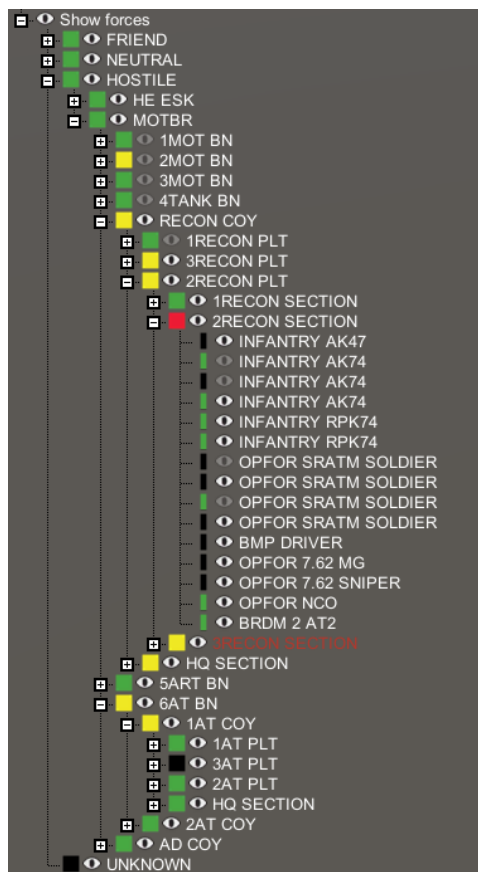 Show forces
FRIEND
NEUTRAL
HOSTILE
HE ESK
MOTBR
1MOT BN
2MOT BN
3MOT BN
4TANK BN
RECON COY
1RECON PLT
3RECON PLT
2RECON PLT
1RECON SECTION
2RECON SECTION
INFANTRY AK47
INFANTRY AK74
INFANTRY AK74
INFANTRY AK74
INFANTRY RPK74
INFANTRY RPK74
OPFOR SRATM SOLDIER
OPFOR SRATM SOLDIER
OPFOR SRATM SOLDIER
OPFOR SRATM SOLDIER
BMP DRIVER
OPFOR 7.62 MG
OPFOR 7.62 SNIPER
OPFOR NCO
BRDM 2 AT2
3RECON SECTION
HQ SECTION
5ART BN
6AT BN
1AT COY
1AT PLT
3AT PLT
2AT PLT
HQ SECTION
2AT COY
AD COY
UNKNOWN